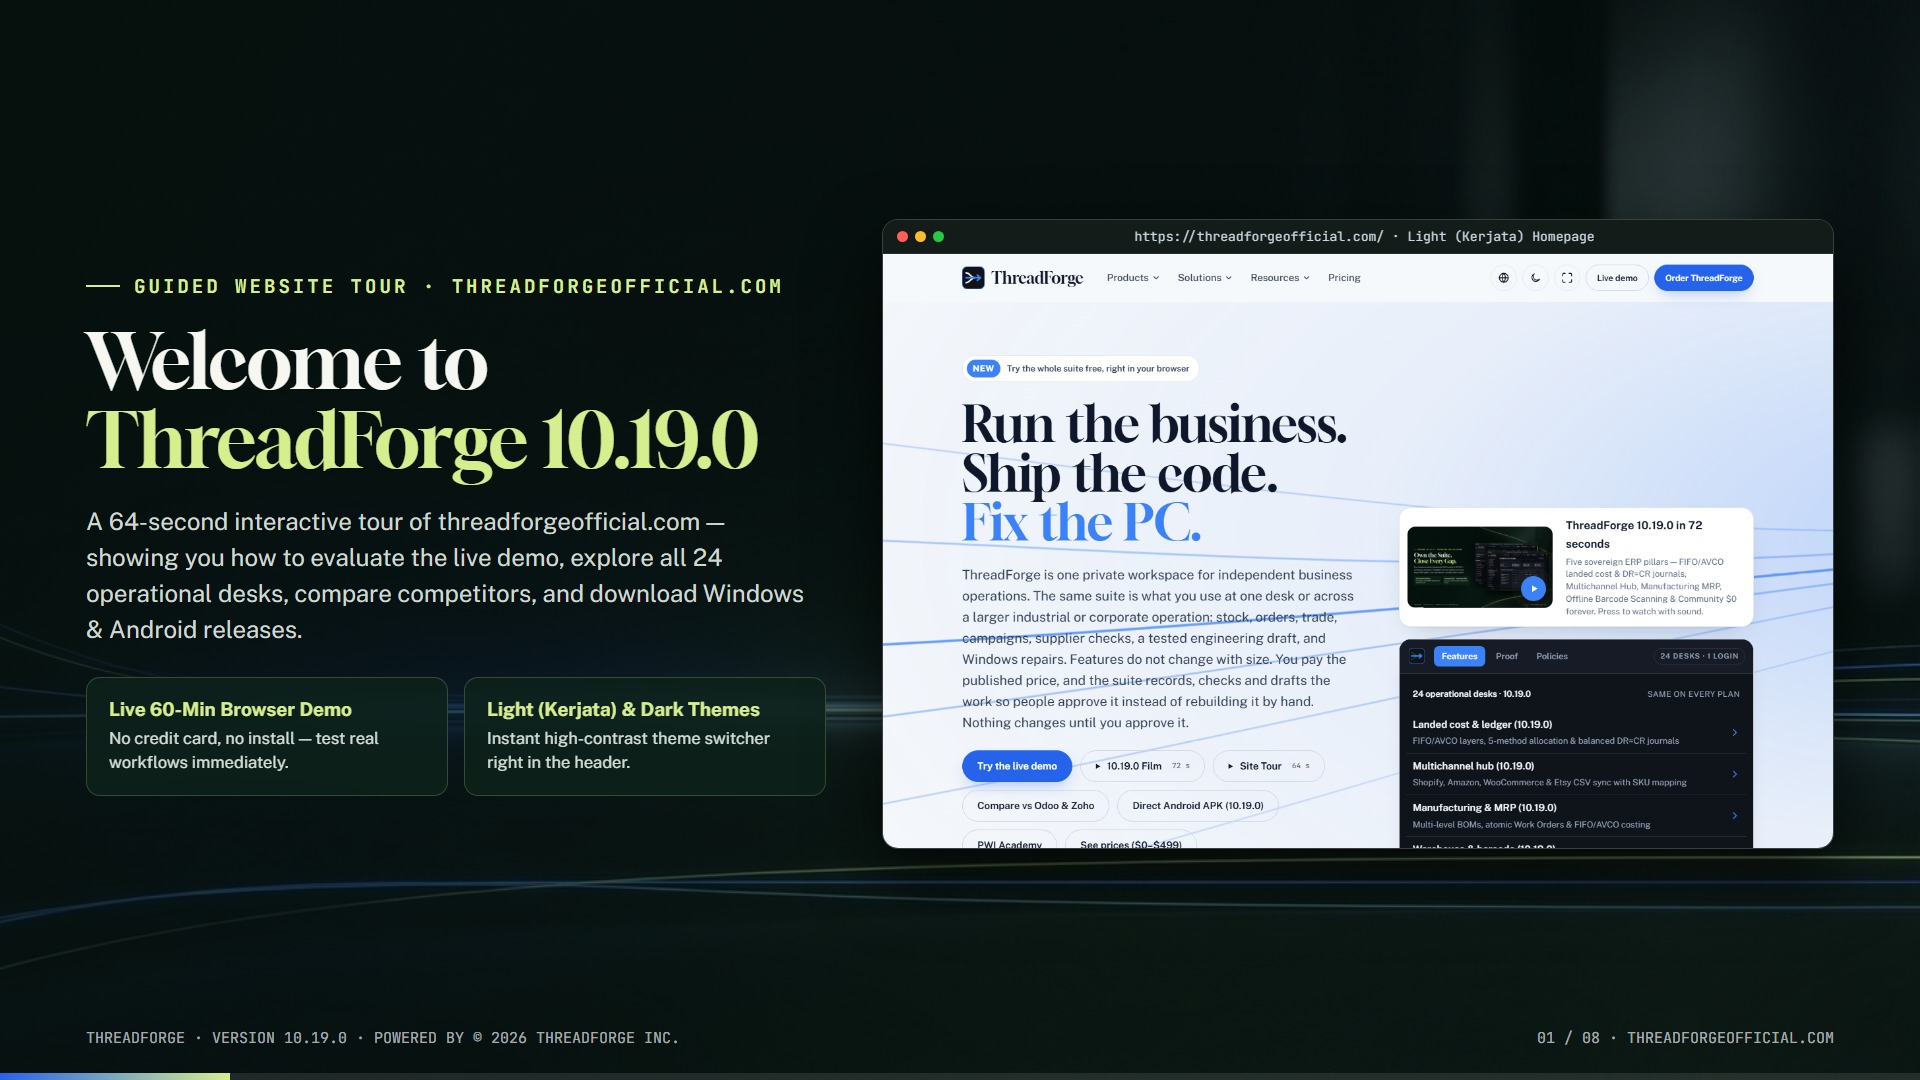 GUIDED WEBSITE TOUR · THREADFORGEOFFICIAL.COM
Welcome to
ThreadForge 10.19.0
A 64-second interactive tour of threadforgeofficial.com —
showing you how to evaluate the live demo, explore all 24
operational desks, compare competitors, and download Windows
& Android releases.
Live 60-Min Browser Demo
No credit card, no install — test real
workflows immediately.
Light (Kerjata) & Dark Themes
Instant high-contrast theme switcher
right in the header.
https://threadforgeofficial.com/ · Light (Kerjata) Homepage
ThreadForge Products Solutions Resources Pricing Live demo Order ThreadForge
NEW Try the whole suite free, right in your browser
Run the business.
Ship the code.
Fix the PC.
ThreadForge is one private workspace for independent business
operations. The same suite is what you use at one desk or across
a larger industrial or corporate operation: stock, orders, trade,
campaigns, supplier checks, a tested engineering draft, and
Windows repairs. Features do not change with size. You pay the
published price, and the suite records, checks and drafts the
work so people approve it instead of rebuilding it by hand.
Nothing changes until you approve it.
Try the live demo 10.19.0 Film 72 s Site Tour 64 s
Compare vs Odoo & Zoho Direct Android APK (10.19.0)
PWI Academy See prices ($0–$499)
ThreadForge 10.19.0 in 72
seconds
Five sovereign ERP pillars — FIFO/AVCO
landed cost & DR=CR journals,
Multichannel Hub, Manufacturing MRP,
Offline Barcode Scanning & Community $0
forever. Press to watch with sound.
Own the Suite.
Close Every Gap.
Features Proof Policies 24 DESKS · 1 LOGIN
24 operational desks · 10.19.0 SAME ON EVERY PLAN
Landed cost & ledger (10.19.0)
FIFO/AVCO layers, 5-method allocation & balanced DR=CR journals
Multichannel hub (10.19.0)
Shopify, Amazon, WooCommerce & Etsy CSV sync with SKU mapping
Manufacturing & MRP (10.19.0)
Multi-level BOMs, atomic Work Orders & FIFO/AVCO costing
Warehouse & barcode (10.19.0)
THREADFORGE · VERSION 10.19.0 · POWERED BY © 2026 THREADFORGE INC.
01 / 08 · THREADFORGEOFFICIAL.COM